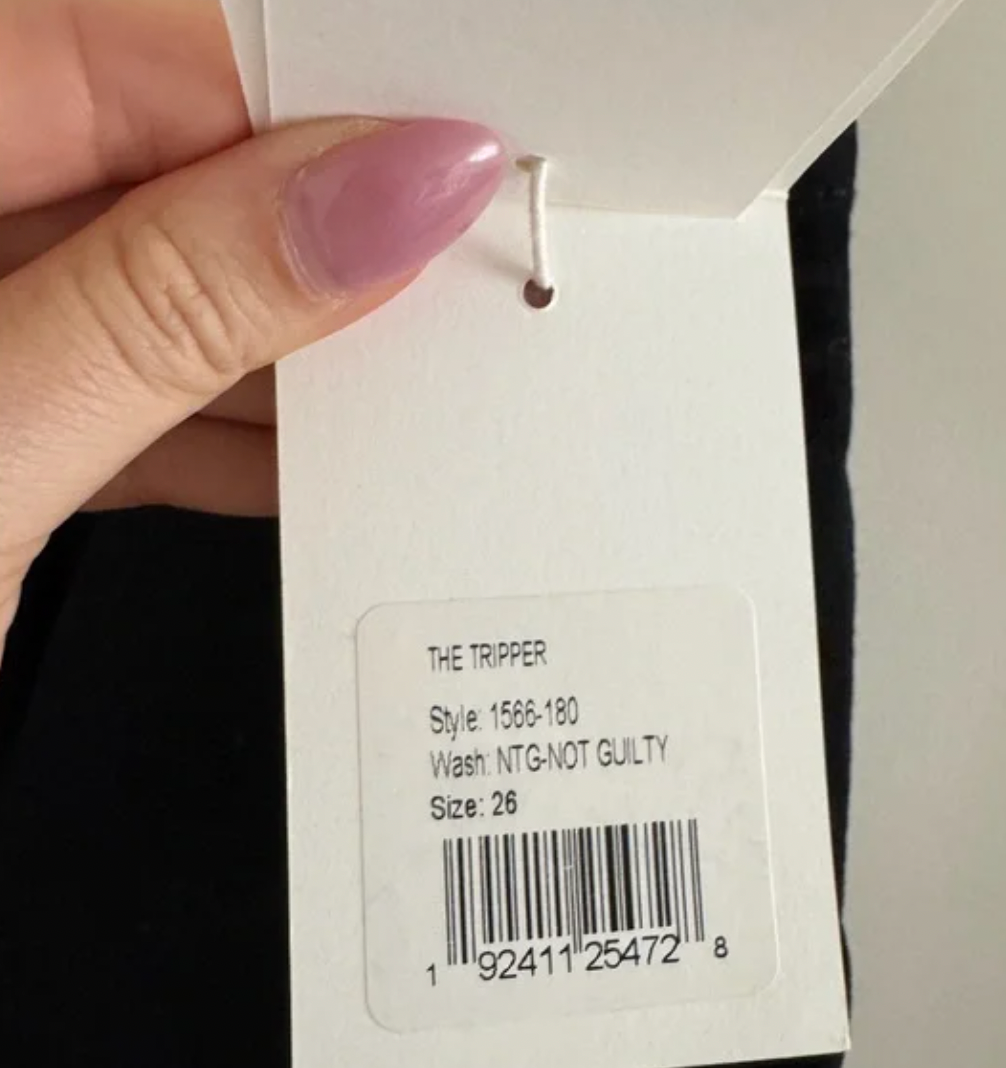 THE TRIPPER
Style: 1566-180
Wash: NTG-NOT GUILTY
Size: 26
1 92411 25472 8